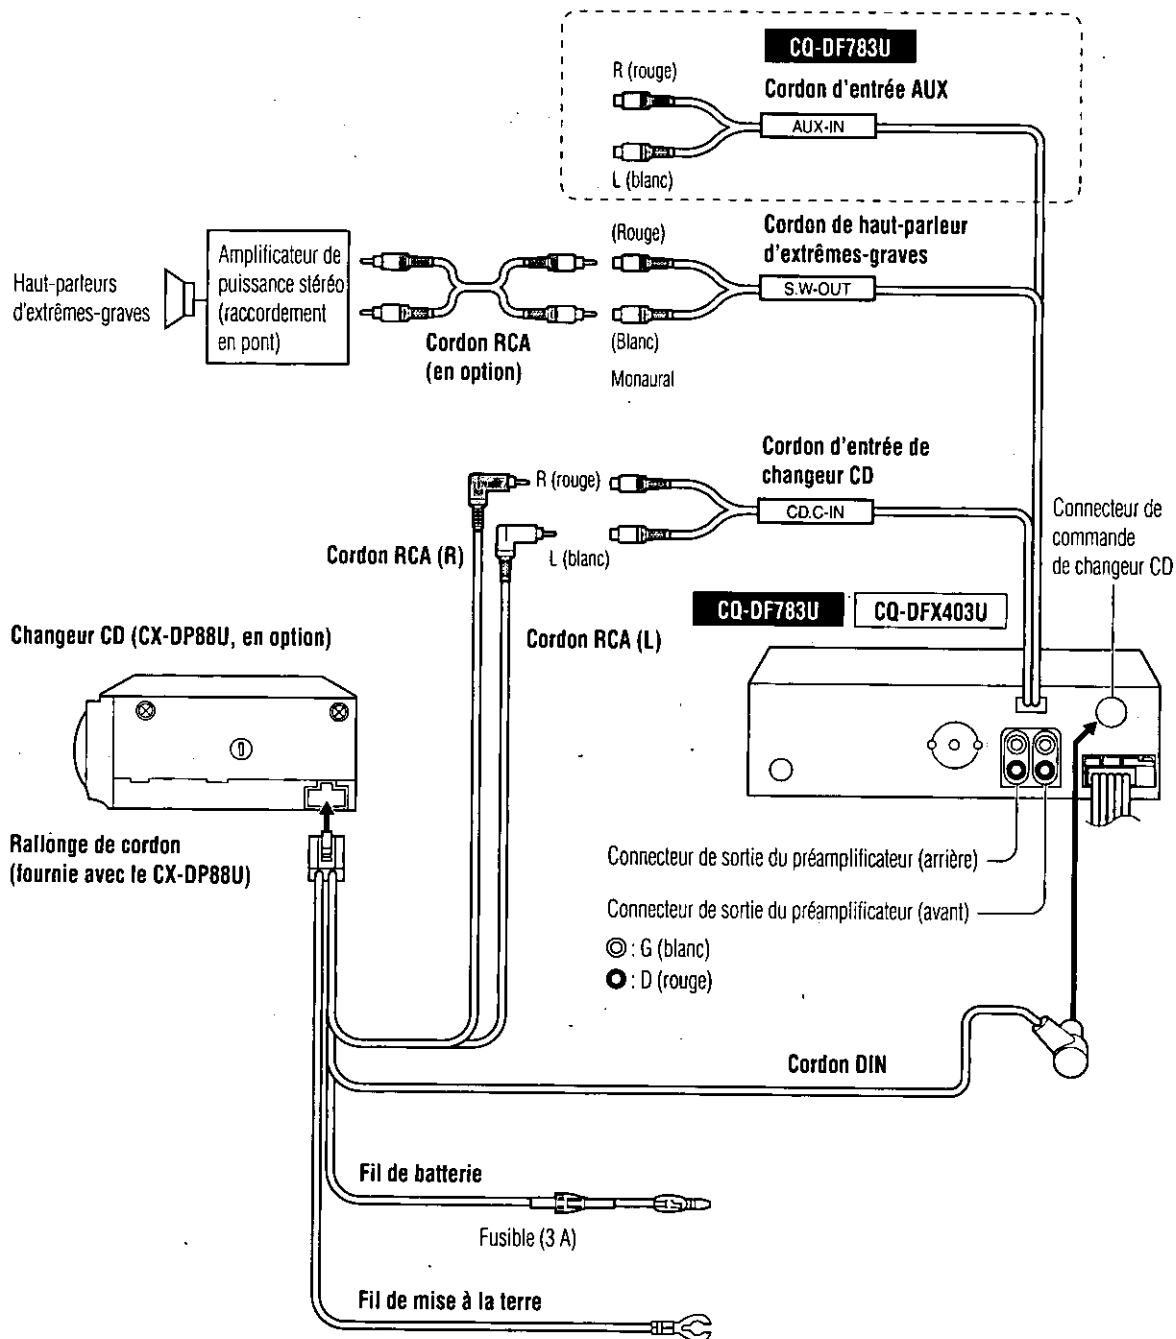 CQ-DF783U
R (rouge)
Cordon d'entrée AUX
AUX-IN
L (blanc)
Haut-parleurs
d'extrêmes-graves
Amplificateur de
puissance stéréo
(raccordement
en pont)
Cordon RCA
(en option)
(Rouge)
(Blanc)
Monaural
Cordon de haut-parleur
d'extrêmes-graves
S.W-OUT
Cordon d'entrée de
changeur CD
R (rouge)
CD.C-IN
L (blanc)
Cordon RCA (R)
Cordon RCA (L)
Connecteur de
commande
de changeur CD
CQ-DF783U
CQ-DFX403U
Changeur CD (CX-DP88U, en option)
Rallonge de cordon
(fournie avec le CX-DP88U)
Connecteur de sortie du préamplificateur (arrière)
Connecteur de sortie du préamplificateur (avant)
: G (blanc)
: D (rouge)
Cordon DIN
Fil de batterie
Fusible (3 A)
Fil de mise à la terre